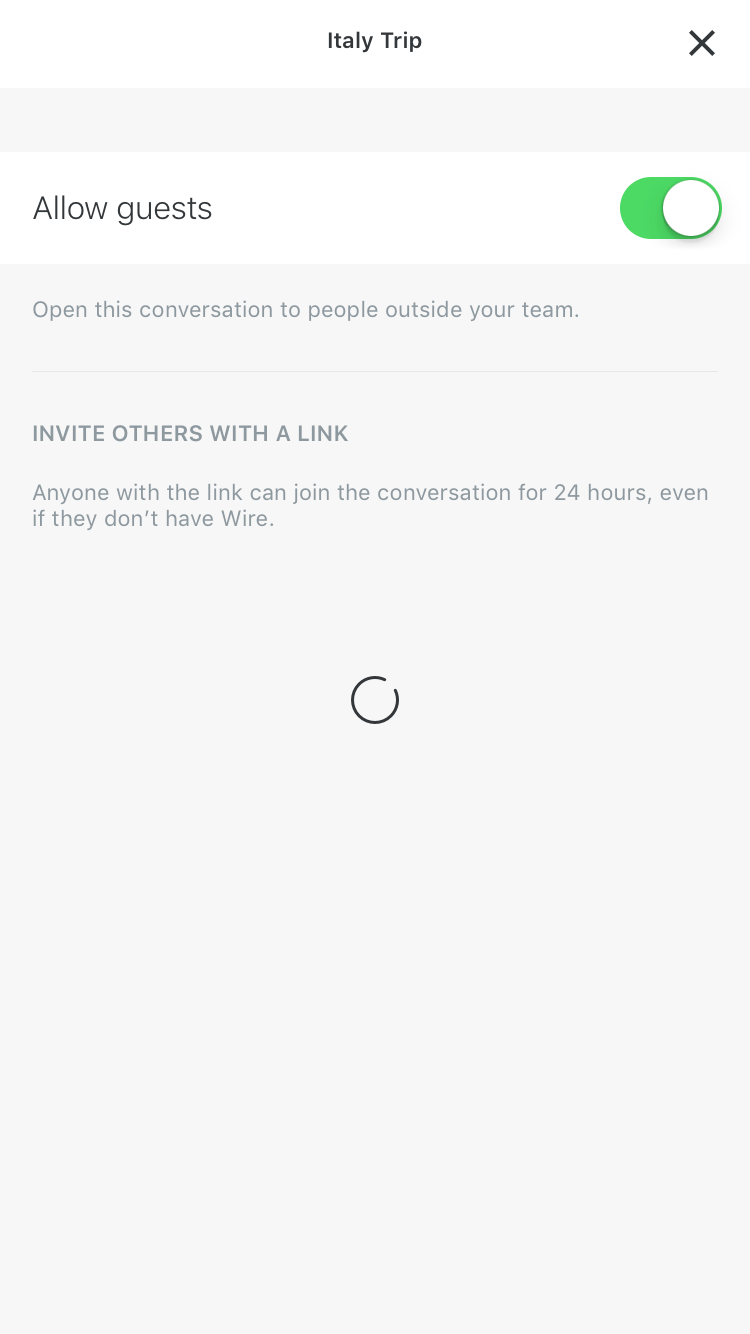 Italy Trip
Allow guests
Open this conversation to people outside your team.
INVITE OTHERS WITH A LINK
Anyone with the link can join the conversation for 24 hours, even
if they don’t have Wire.